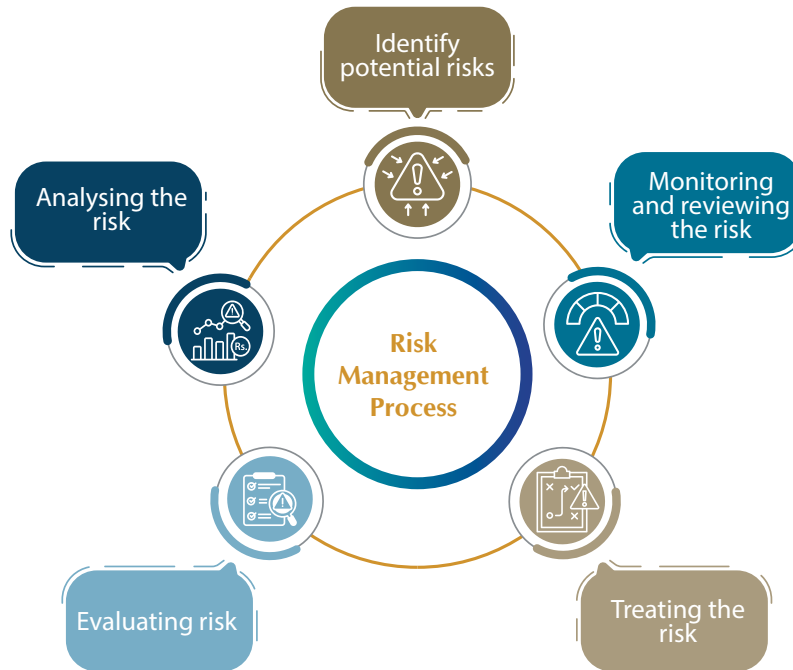 Identify
potential risks
Analysing the
risk
Monitoring
and reviewing
the risk
Rs.
Risk
Management
Process
Evaluating risk
Treating the
risk